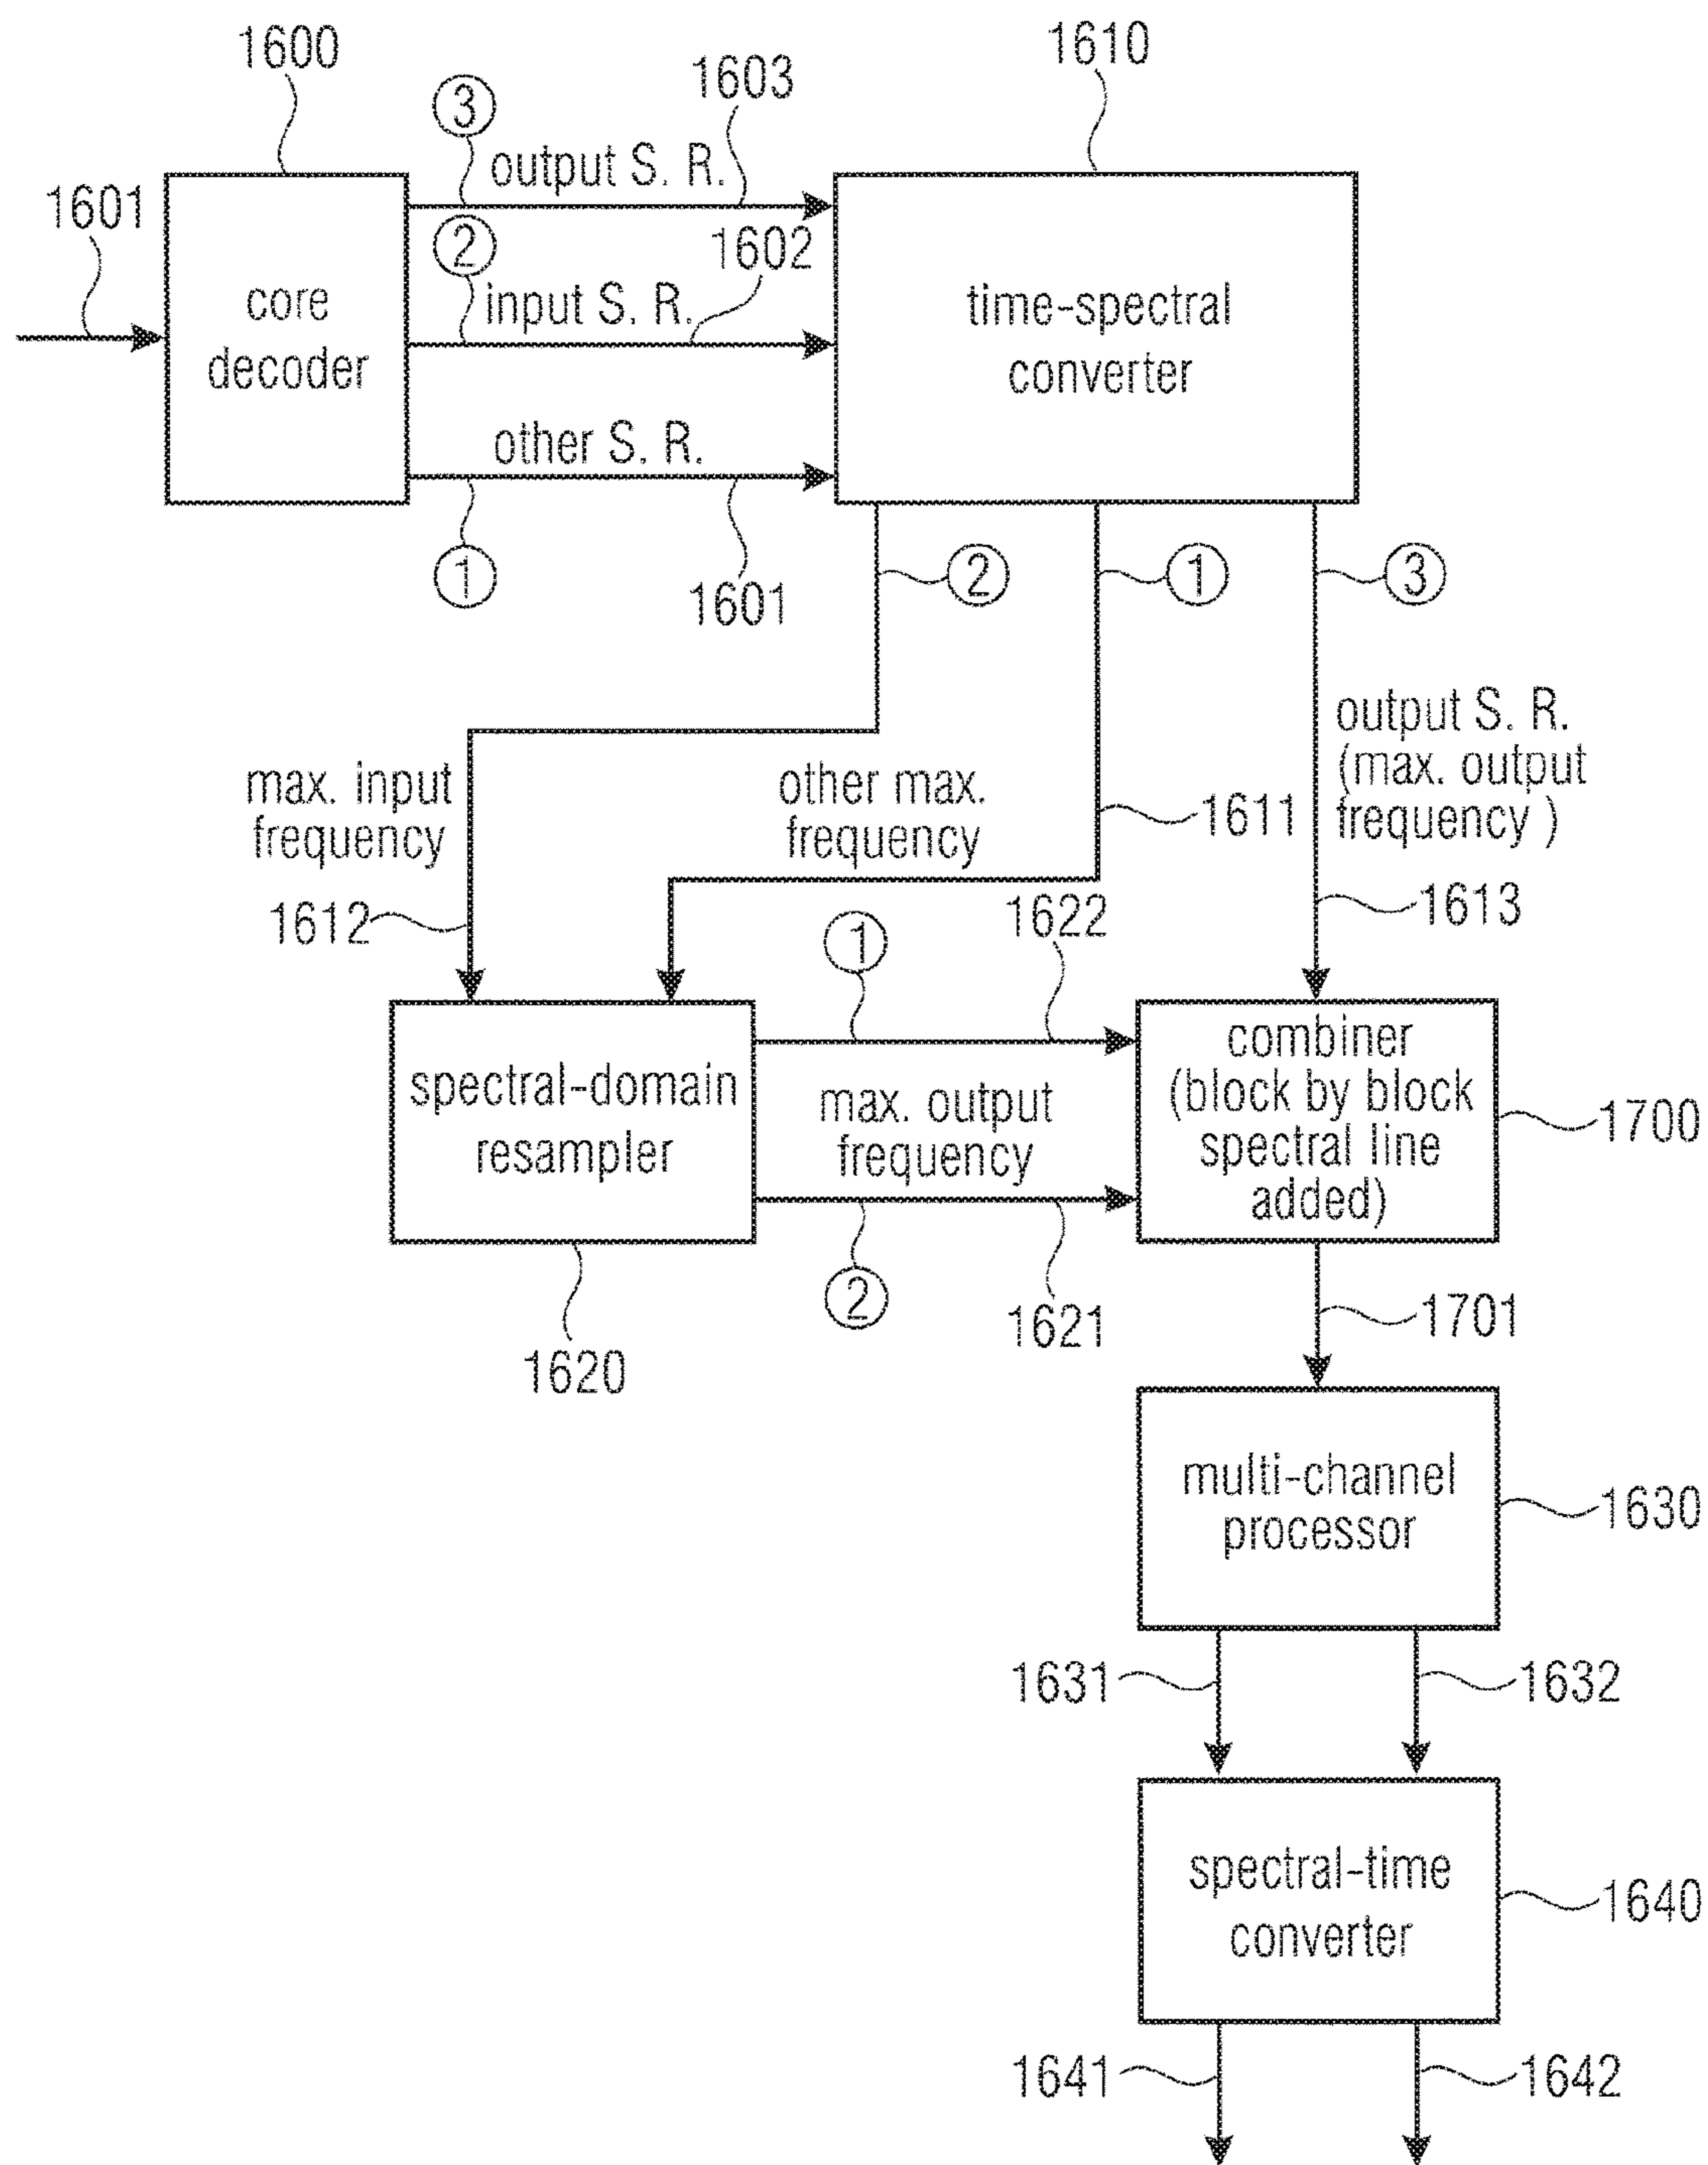 1600
1610
1603
3
output S. R.
1601
2
1602
core
decoder
input S. R.
time-spectral
converter
other S. R.
1
1601
2
1
3
max. input
frequency
other max.
frequency
1611
output S. R.
(max. output
frequency )
1612
1
1622
1613
spectral-domain
resampler
max. output
frequency
combiner
(block by block
spectral line
added)
1700
2
1621
1701
1620
multi-channel
processor
1630
1631
1632
spectral-time
converter
1640
1641
1642